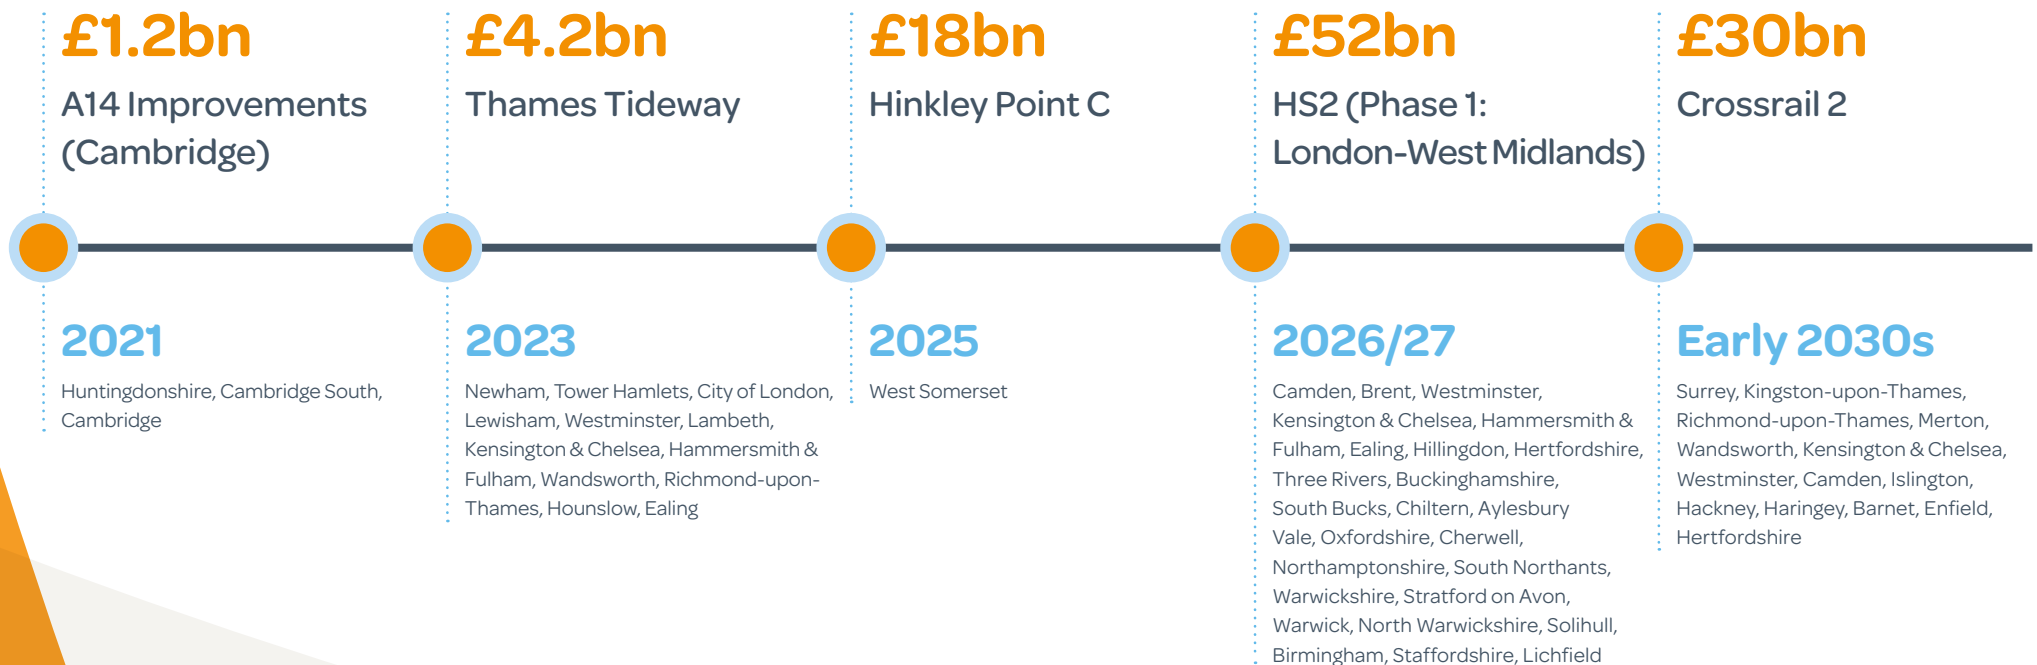 £1.2bn
A14 Improvements
(Cambridge)
2021
Huntingdonshire, Cambridge South,
Cambridge
£4.2bn
Thames Tideway
2023
Newham, Tower Hamlets, City of London,
Lewisham, Westminster, Lambeth,
Kensington & Chelsea, Hammersmith &
Fulham, Wandsworth, Richmond-upon-
Thames, Hounslow, Ealing
£18bn
Hinkley Point C
2025
West Somerset
£52bn
HS2 (Phase 1:
London-West Midlands)
2026/27
Camden, Brent, Westminster,
Kensington & Chelsea, Hammersmith &
Fulham, Ealing, Hillingdon, Hertfordshire,
Three Rivers, Buckinghamshire,
South Bucks, Chiltern, Aylesbury
Vale, Oxfordshire, Cherwell,
Northamptonshire, South Northants,
Warwickshire, Stratford on Avon,
Warwick, North Warwickshire, Solihull,
Birmingham, Staffordshire, Lichfield
£30bn
Crossrail 2
Early 2030s
Surrey, Kingston-upon-Thames,
Richmond-upon-Thames, Merton,
Wandsworth, Kensington & Chelsea,
Westminster, Camden, Islington,
Hackney, Haringey, Barnet, Enfield,
Hertfordshire